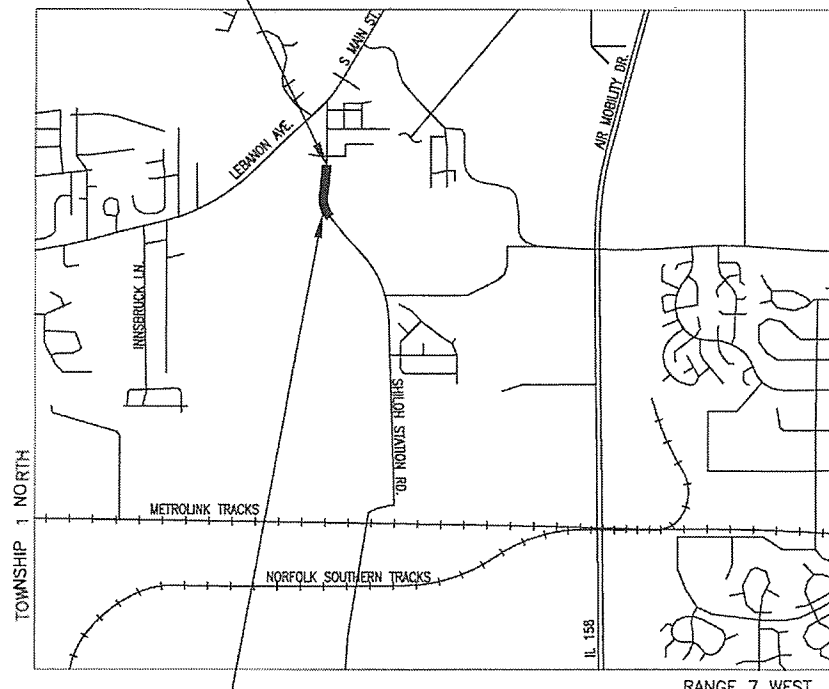 S MAIN ST.
AIR MOBILITY DR.
LEBANON AVE.
INNSBRUCK LN.
SHILOH STATION RD.
TOWNSHIP 1 NORTH
METROLINK TRACKS
NORFOLK SOUTHERN TRACKS
IL 158
RANGE 7 WEST